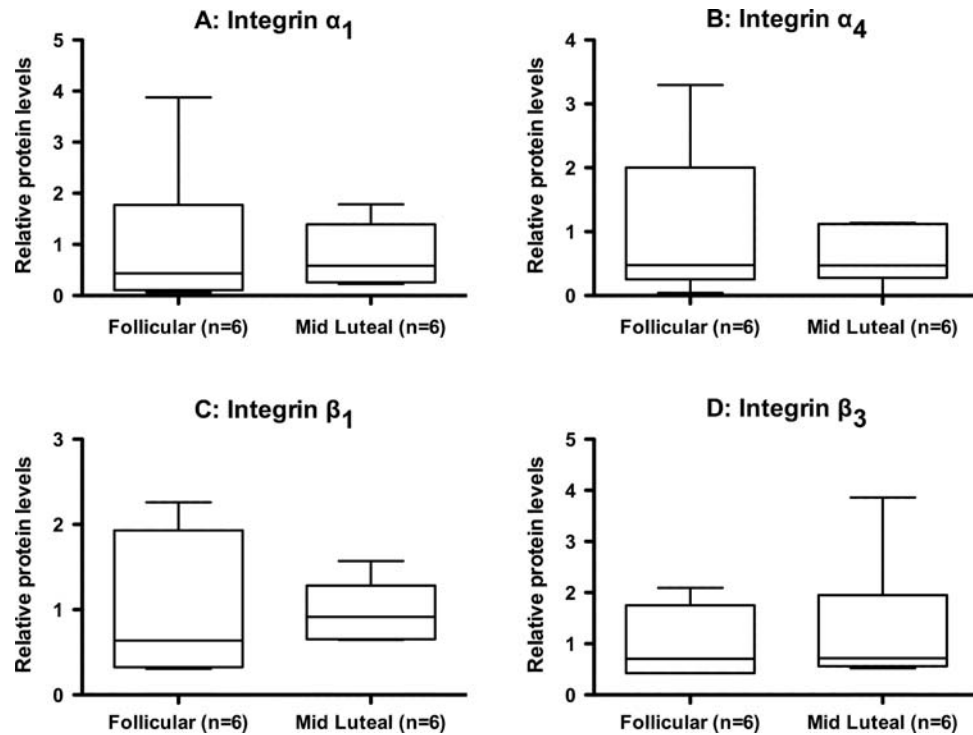 A: Integrin α1
Relative protein levels
5
4
3
2
1
0
Follicular (n=6) Mid Luteal (n=6)
B: Integrin α4
Relative protein levels
4
3
2
1
0
Follicular (n=6) Mid Luteal (n=6)
C: Integrin β1
Relative protein levels
3
2
1
0
Follicular (n=6) Mid Luteal (n=6)
D: Integrin β3
Relative protein levels
5
4
3
2
1
0
Follicular (n=6) Mid Luteal (n=6)